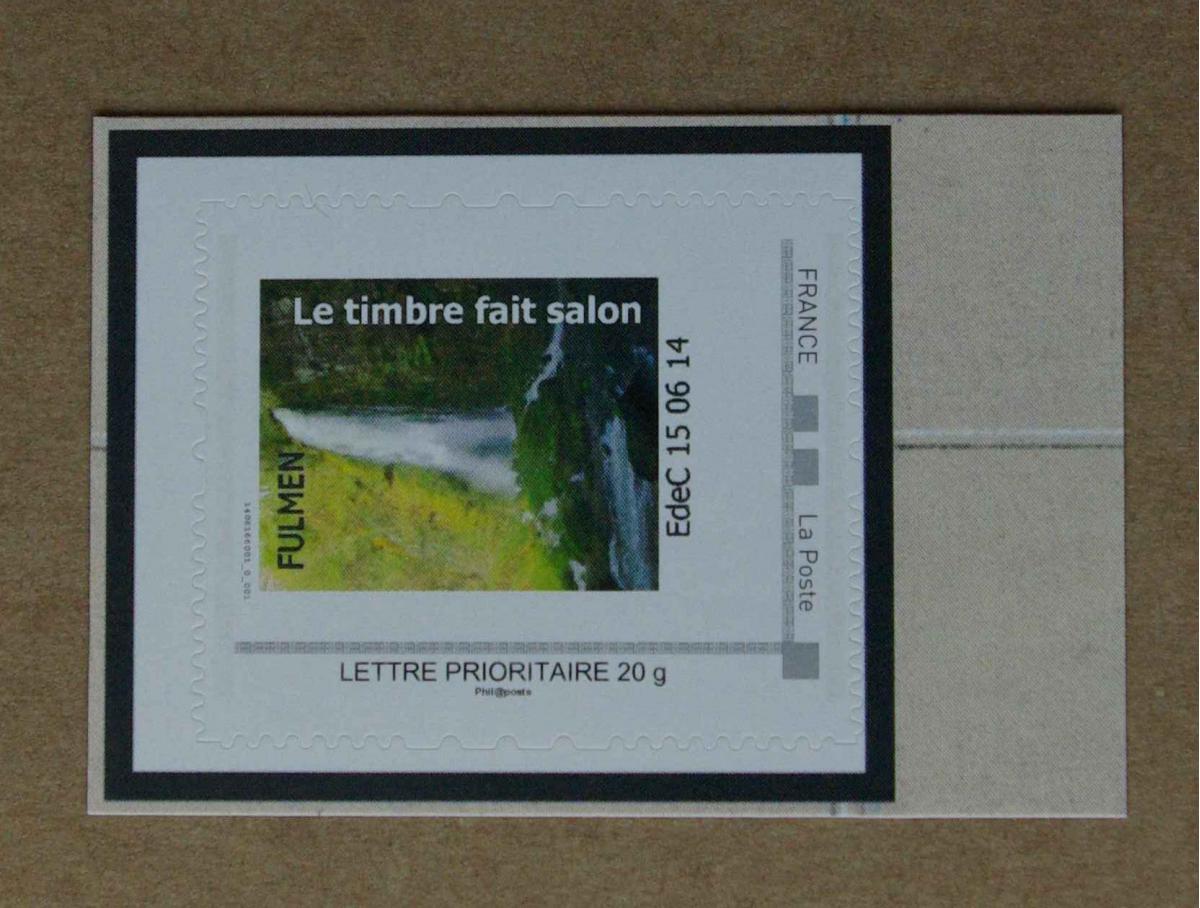 Le timbre fait salon
FULMEN
EdeC 15 06 14
FRANCE
La Poste
LETTRE PRIORITAIRE 20 g
Phil@poste